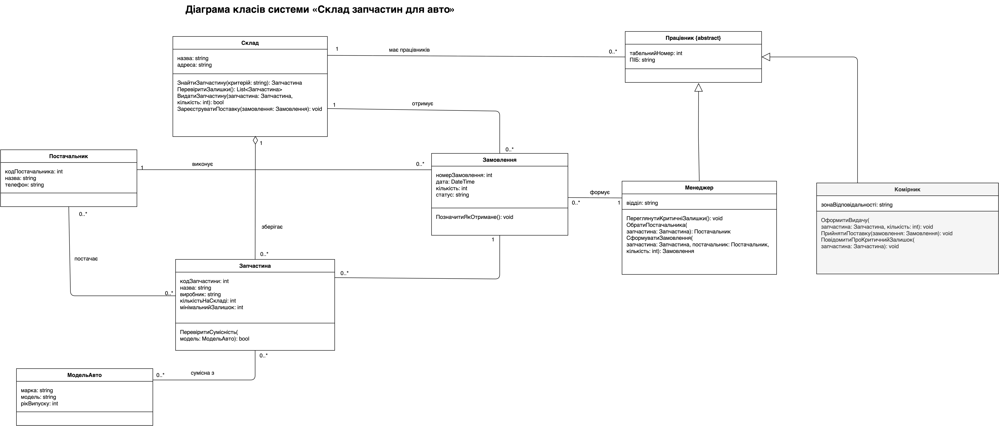 Діаграма класів системи «Склад запчастин для авто»
Склад
назва: string
адреса: string
ЗнайтиЗапчастину(критерій: string): Запчастина
ПеревіритиЗалишки(): List<Запчастина>
ВидатиЗапчастину(запчастина: Запчастина,
кількість: int): bool
ЗареєструватиПоставку(замовлення: Замовлення): void
1
має працівників
0..*
Працівник {abstract}
табельнийНомер: int
ПІБ: string
1
отримує
0..*
1
зберігає
0..*
Постачальник
кодПостачальника: int
назва: string
телефон: string
1
виконує
0..*
Замовлення
номерЗамовлення: int
дата: DateTime
кількість: int
статус: string
ПозначитиЯкОтримане(): void
0..*
формує
1
Менеджер
відділ: string
ПереглянутиКритичніЗалишки(): void
ОбратиПостачальника(
запчастина: Запчастина): Постачальник
СформуватиЗамовлення(
запчастина: Запчастина, постачальник: Постачальник,
кількість: int): Замовлення
Комірник
зонаВідповідальності: string
ОформитиВидачу(
запчастина: Запчастина, кількість: int): void
ПрийнятиПоставку(замовлення: Замовлення): void
ПовідомитиПроКритичнийЗалишок(
запчастина: Запчастина): void
0..*
постачає
0..*
1
0..*
Запчастина
кодЗапчастини: int
назва: string
виробник: string
кількістьНаСкладі: int
мінімальнийЗалишок: int
ПеревіритиСумісність(
модель: МодельАвто): bool
0..*
сумісна з
0..*
МодельАвто
марка: string
модель: string
рікВипуску: int